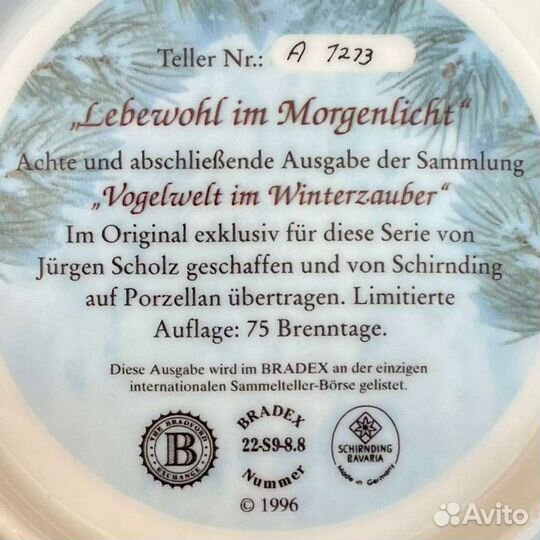 Teller Nr.: A 1273
„Lebewohl im Morgenlicht“
Achte und abschließende Ausgabe der Sammlung
„Vogelwelt im Winterzauber“
Im Original exklusiv für diese Serie von
Jürgen Scholz geschaffen und von Schirnding
auf Porzellan übertragen. Limitierte
Auflage: 75 Brenntage.
Diese Ausgabe wird im BRADEX an der einzigen
internationalen Sammelteller-Börse gelistet.
THE BRADFORD
B
EXCHANGE
BRADEX
22-S9-8.8
Nummer
SCHIRNDING
BAVARIA
Made in Germany
© 1996
Avito